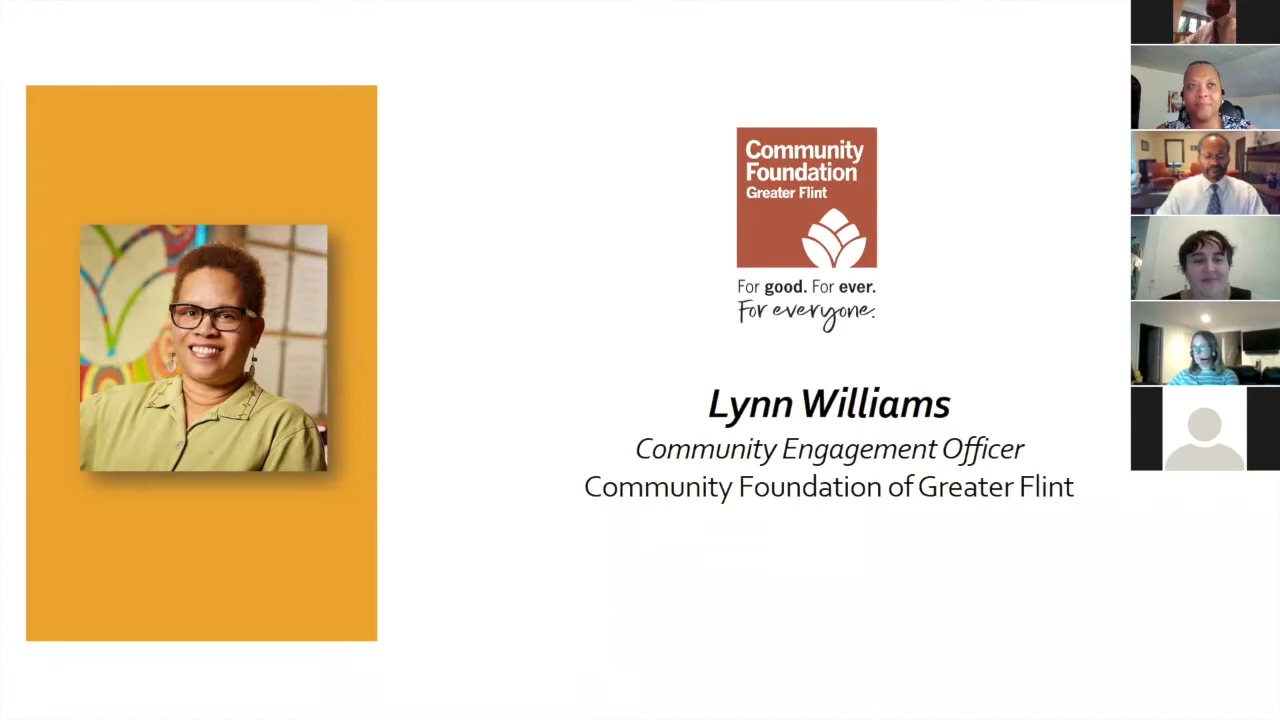 Community
Foundation
Greater Flint
For good. For ever.
For everyone.
Lynn Williams
Community Engagement Officer
Community Foundation of Greater Flint